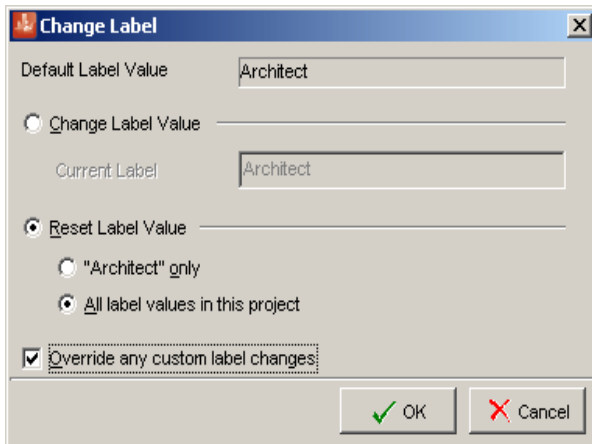 Change Label
Default Label Value Architect
Change Label Value
Current Label Architect
Reset Label Value
"Architect" only
All label values in this project
Override any custom label changes
OK Cancel